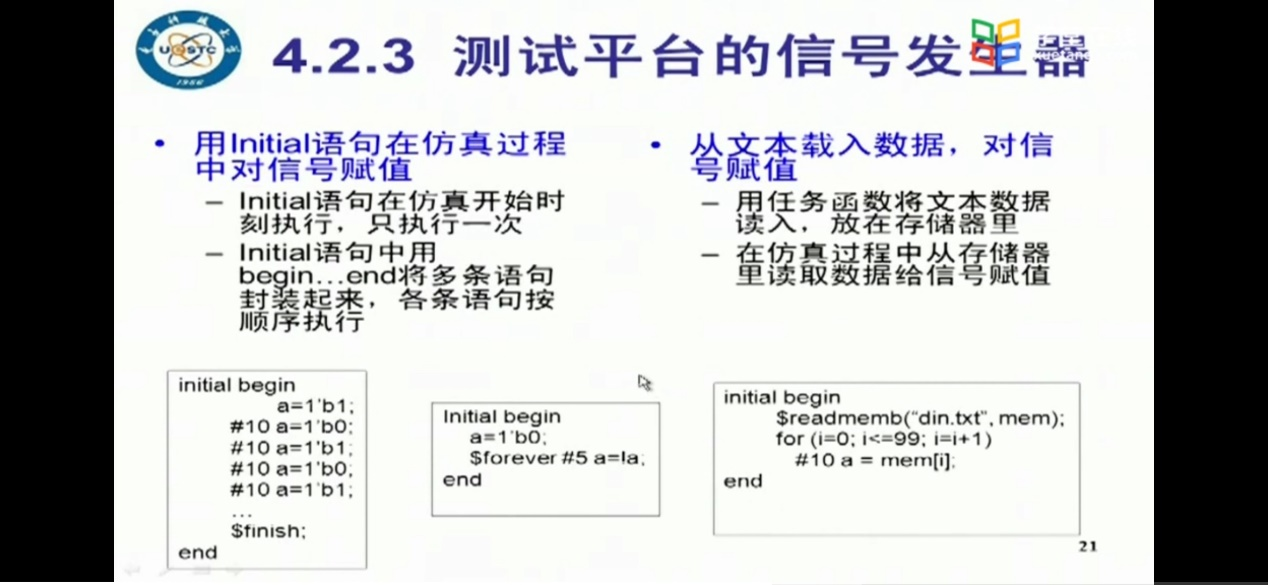 UESTC
1956
4.2.3 测试平台的信号发生器
• 用Initial语句在仿真过程
中对信号赋值
– Initial语句在仿真开始时
刻执行，只执行一次
– Initial语句中用
begin…end将多条语句
封装起来，各条语句按
顺序执行
• 从文本载入数据，对信
号赋值
– 用任务函数将文本数据
读入，放在存储器里
– 在仿真过程中从存储器
里读取数据给信号赋值
initial begin
a=1'b1;
#10 a=1'b0;
#10 a=1'b1;
#10 a=1'b0;
#10 a=1'b1;
...
$finish;
end
Initial begin
a=1'b0;
$forever #5 a=!a;
end
initial begin
$readmemb("din.txt", mem);
for (i=0; i<=99; i=i+1)
#10 a = mem[i];
end
21